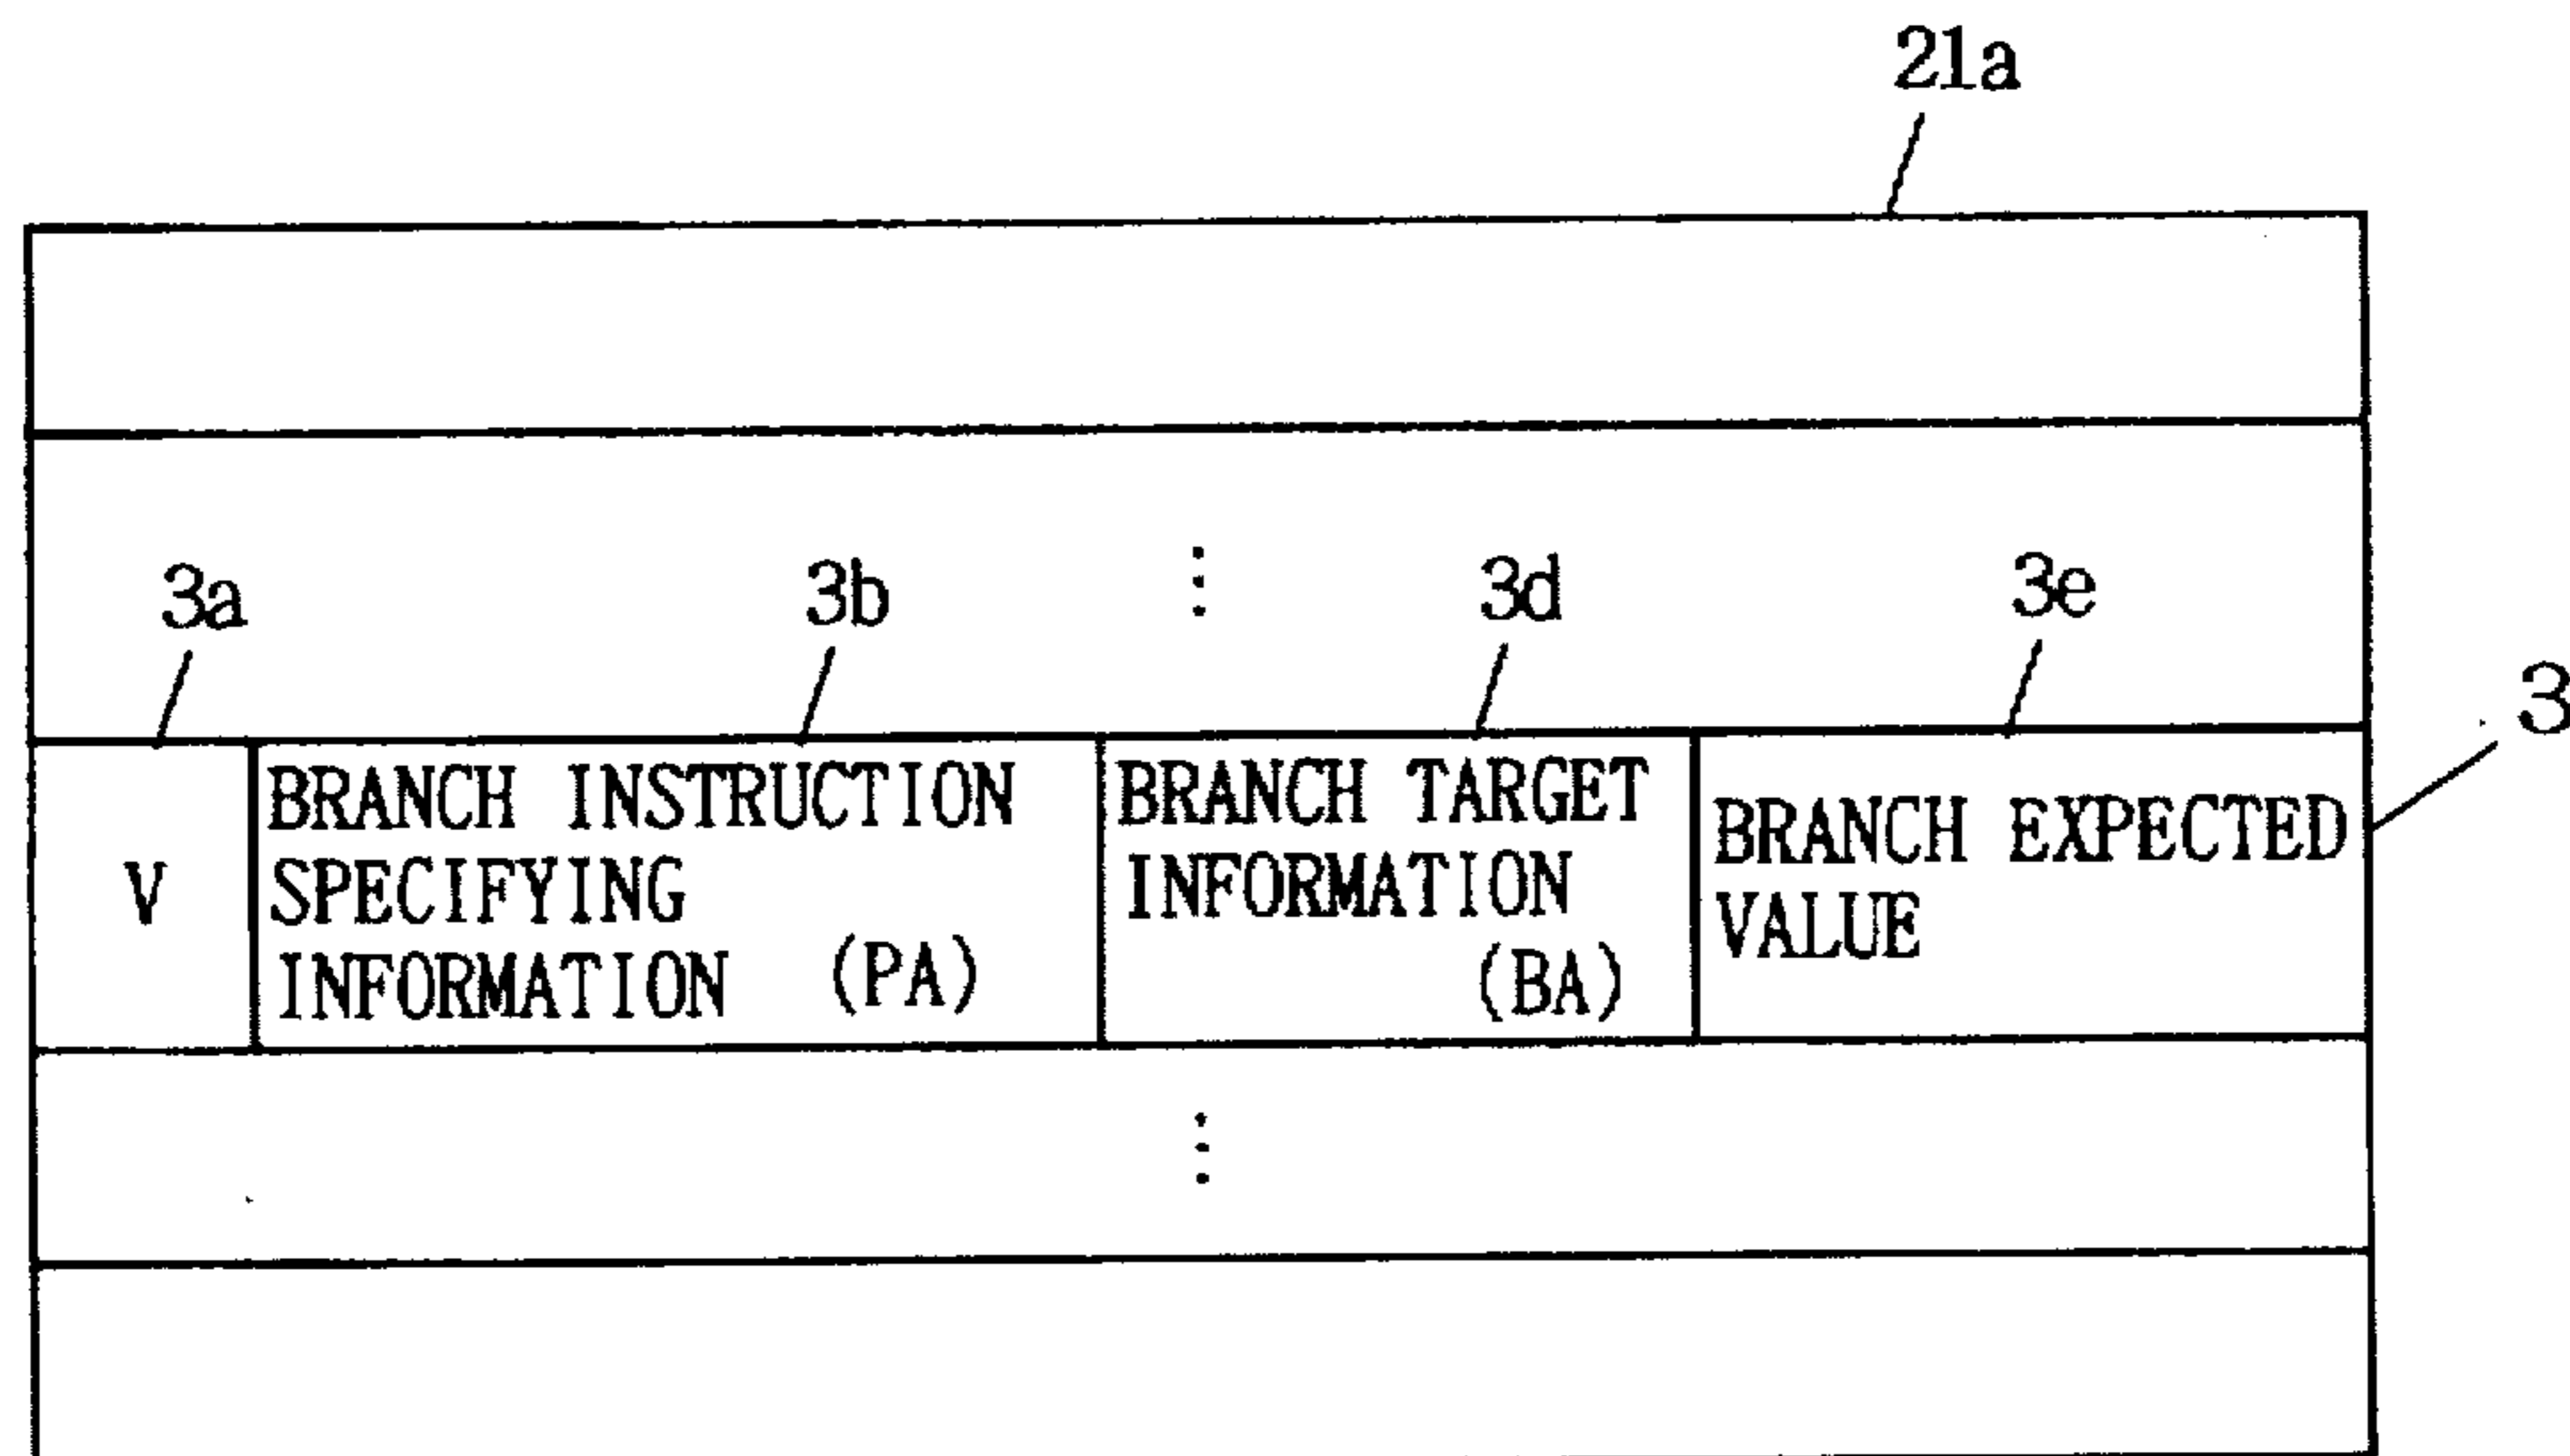 21a
3a 3b 3d 3e
3
V
BRANCH INSTRUCTION
SPECIFYING
INFORMATION (PA)
BRANCH TARGET
INFORMATION
(BA)
BRANCH EXPECTED
VALUE